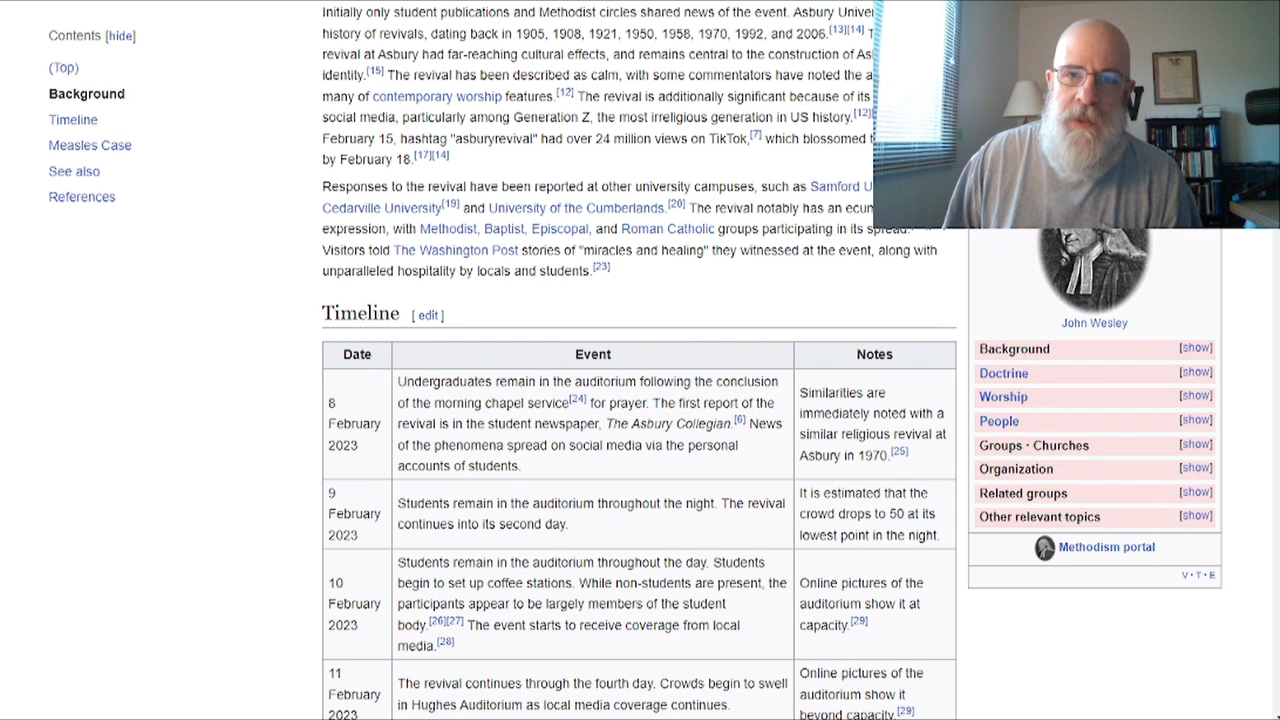 Contents [hide]
(Top)
Background
Timeline
Measles Case
See also
References
Initially only student publications and Methodist circles shared news of the event. Asbury Unive
history of revivals, dating back in 1905, 1908, 1921, 1950, 1958, 1970, 1992, and 2006.[13][14] T
revival at Asbury had far-reaching cultural effects, and remains central to the construction of As
identity.[15] The revival has been described as calm, with some commentators have noted the a
many of contemporary worship features.[12] The revival is additionally significant because of its
social media, particularly among Generation Z, the most irreligious generation in US history.[12]
February 15, hashtag "asburyrevival" had over 24 million views on TikTok,[7] which blossomed t
by February 18.[17][14]
Responses to the revival have been reported at other university campuses, such as Samford U
Cedarville University[19] and University of the Cumberlands.[20] The revival notably has an ecum
expression, with Methodist, Baptist, Episcopal, and Roman Catholic groups participating in its spread.
Visitors told The Washington Post stories of "miracles and healing" they witnessed at the event, along with
unparalleled hospitality by locals and students.[23]
Timeline [ edit ]
Date Event Notes
8 February 2023
Undergraduates remain in the auditorium following the conclusion
of the morning chapel service[24] for prayer. The first report of the
revival is in the student newspaper, The Asbury Collegian.[6] News
of the phenomena spread on social media via the personal
accounts of students.
Similarities are
immediately noted with a
similar religious revival at
Asbury in 1970.[25]
9 February 2023
Students remain in the auditorium throughout the night. The revival
continues into its second day.
It is estimated that the
crowd drops to 50 at its
lowest point in the night.
10 February 2023
Students remain in the auditorium throughout the day. Students
begin to set up coffee stations. While non-students are present, the
participants appear to be largely members of the student
body.[26][27] The event starts to receive coverage from local
media.[28]
Online pictures of the
auditorium show it at
capacity.[29]
11 February 2023
The revival continues through the fourth day. Crowds begin to swell
in Hughes Auditorium as local media coverage continues.
Online pictures of the
auditorium show it
beyond capacity.[29]
John Wesley
Background [show]
Doctrine [show]
Worship [show]
People [show]
Groups · Churches [show]
Organization [show]
Related groups [show]
Other relevant topics [show]
Methodism portal
V · T · E